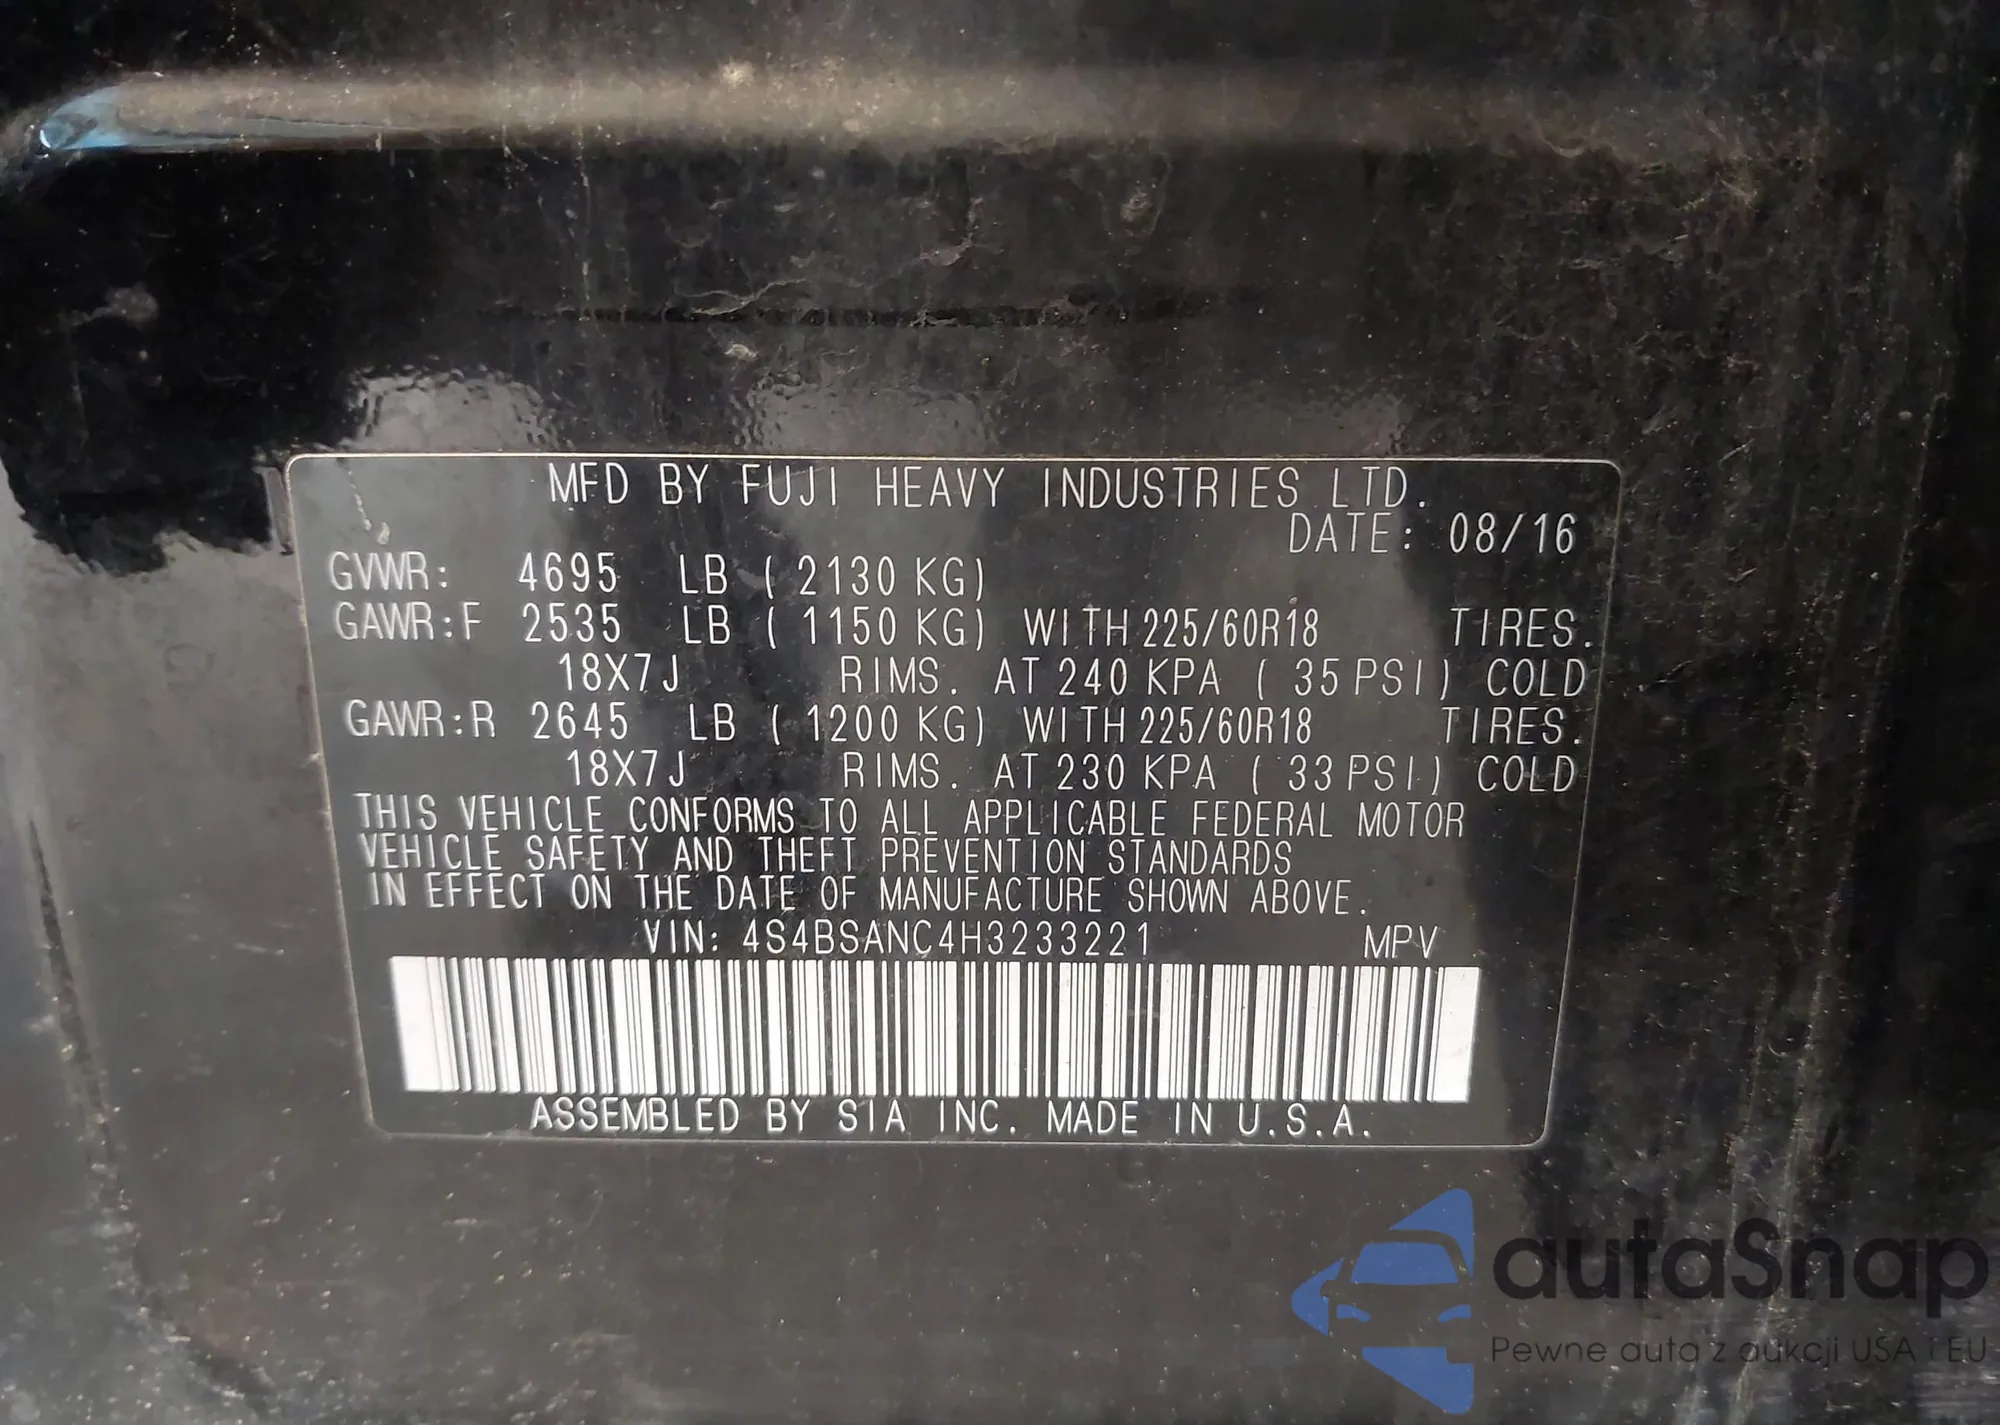 MFD BY FUJI HEAVY INDUSTRIES LTD.
DATE: 08/16
GVWR: 4695 LB ( 2130 KG)
GAWR:F 2535 LB ( 1150 KG) WITH 225/60R18 TIRES.
18X7J RIMS. AT 240 KPA ( 35 PSI) COLD
GAWR:R 2645 LB ( 1200 KG) WITH 225/60R18 TIRES.
18X7J RIMS. AT 230 KPA ( 33 PSI) COLD
THIS VEHICLE CONFORMS TO ALL APPLICABLE FEDERAL MOTOR
VEHICLE SAFETY AND THEFT PREVENTION STANDARDS
IN EFFECT ON THE DATE OF MANUFACTURE SHOWN ABOVE.
VIN: 4S4BSANC4H3233221 MPV
ASSEMBLED BY SIA INC. MADE IN U.S.A.
autaSnap
Pewne auta z aukcji USA i EU